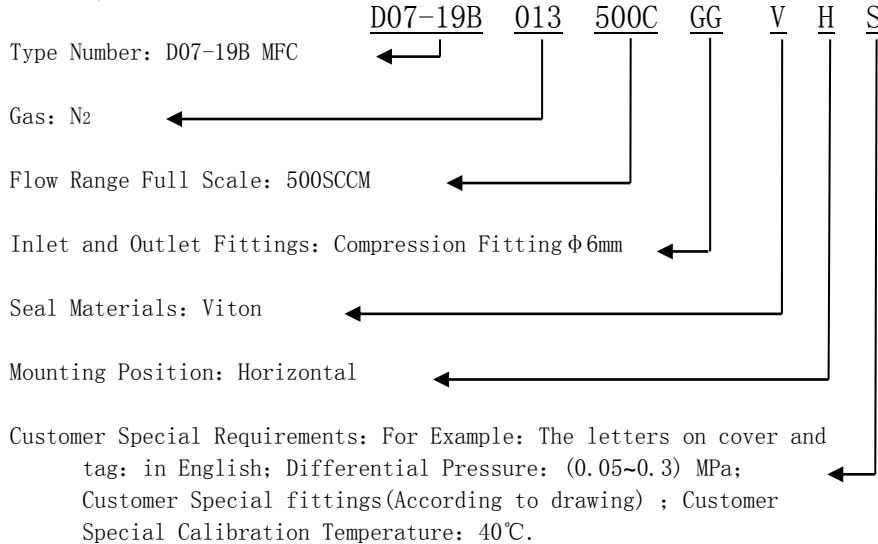 D07-19B 013 500C GG V H S
Type Number: D07-19B MFC
Gas: N2
Flow Range Full Scale: 500SCCM
Inlet and Outlet Fittings: Compression Fitting φ6mm
Seal Materials: Viton
Mounting Position: Horizontal
Customer Special Requirements: For Example: The letters on cover and
tag: in English; Differential Pressure: (0.05~0.3) MPa;
Customer Special fittings(According to drawing) ; Customer
Special Calibration Temperature: 40℃.